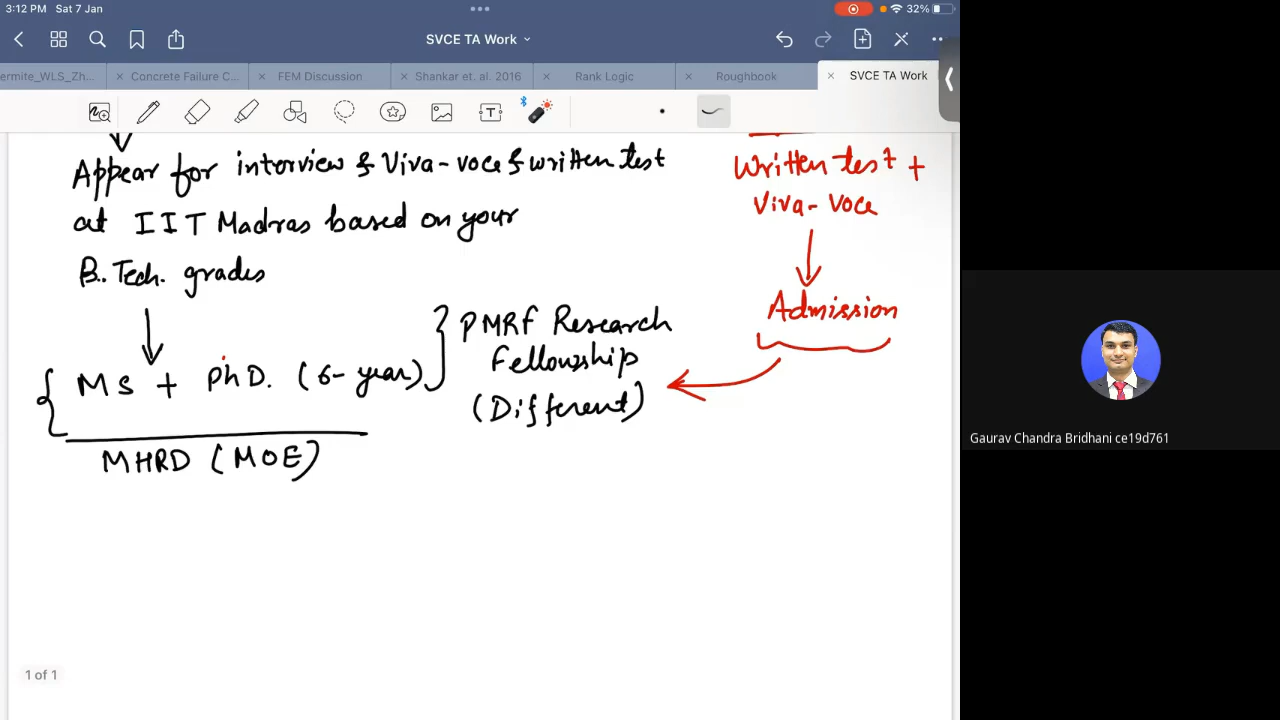 3:12 PM Sat 7 Jan
32%
SVCE TA Work
ermite_WLS_Zh...
Concrete Failure C...
FEM Discussion
Shankar et. al. 2016
Rank Logic
Roughbook
SVCE TA Work
Appear for interview & Viva-voce & written test
at IIT Madras based on your
B.Tech. grades
MS + PhD. (6-year)
MHRD (MOE)
PMRF Research
Fellowship
(Different)
Written test +
Viva-Voce
Admission
1 of 1
Gaurav Chandra Bridhani ce19d761